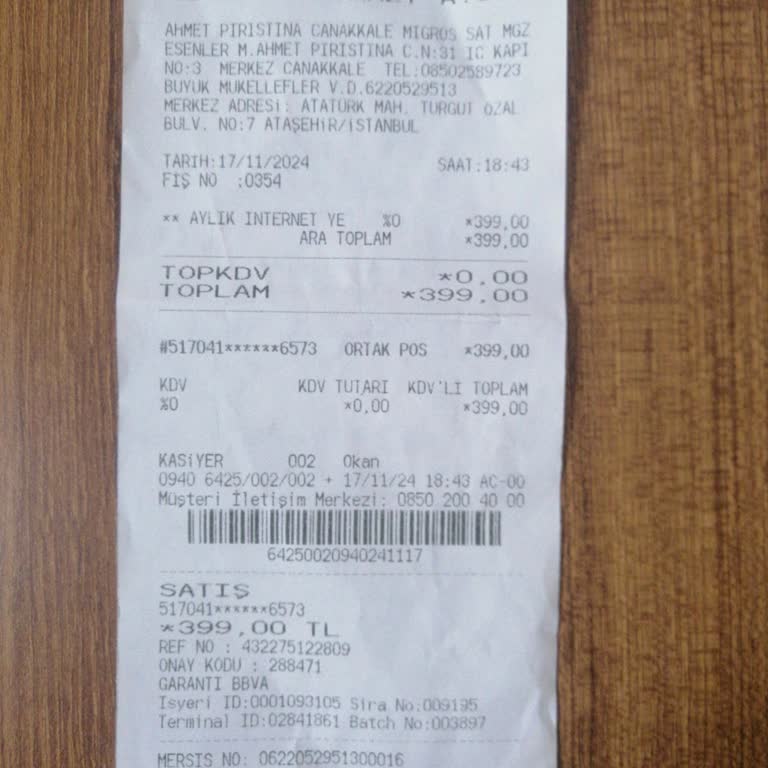 AHMET PIRISTINA CANAKKALE MIGROS SAT MGZ
ESENLER M.AHMET PIRISTINA C.N:31 IC KAPI
NO:3 MERKEZ CANAKKALE TEL:08502589723
BUYUK MUKELLEFLER V.D.6220529513
MERKEZ ADRESİ: ATATÜRK MAH. TURGUT ÖZAL
BULV. NO:7 ATAŞEHİR/İSTANBUL
TARIH:17/11/2024 SAAT:18:43
FİŞ NO :0354
** AYLIK INTERNET YE %0 *399,00
ARA TOPLAM *399,00
TOPKDV *0,00
TOPLAM *399,00
#517041******6573 ORTAK POS *399,00
KDV KDV TUTARI KDV'LI TOPLAM
%0 *0,00 *399,00
KASİYER 002 Okan
0940 6425/002/002 + 17/11/24 18:43 AC-00
Müşteri İletişim Merkezi: 0850 200 40 00
64250020940241117
SATIŞ
517041******6573
*399,00 TL
REF NO : 432275122809
ONAY KODU : 288471
GARANTI BBVA
Isyeri ID:0001093105 Sira No:009195
Terminal ID:02841861 Batch No:003897
MERSIS NO: 0622052951300016